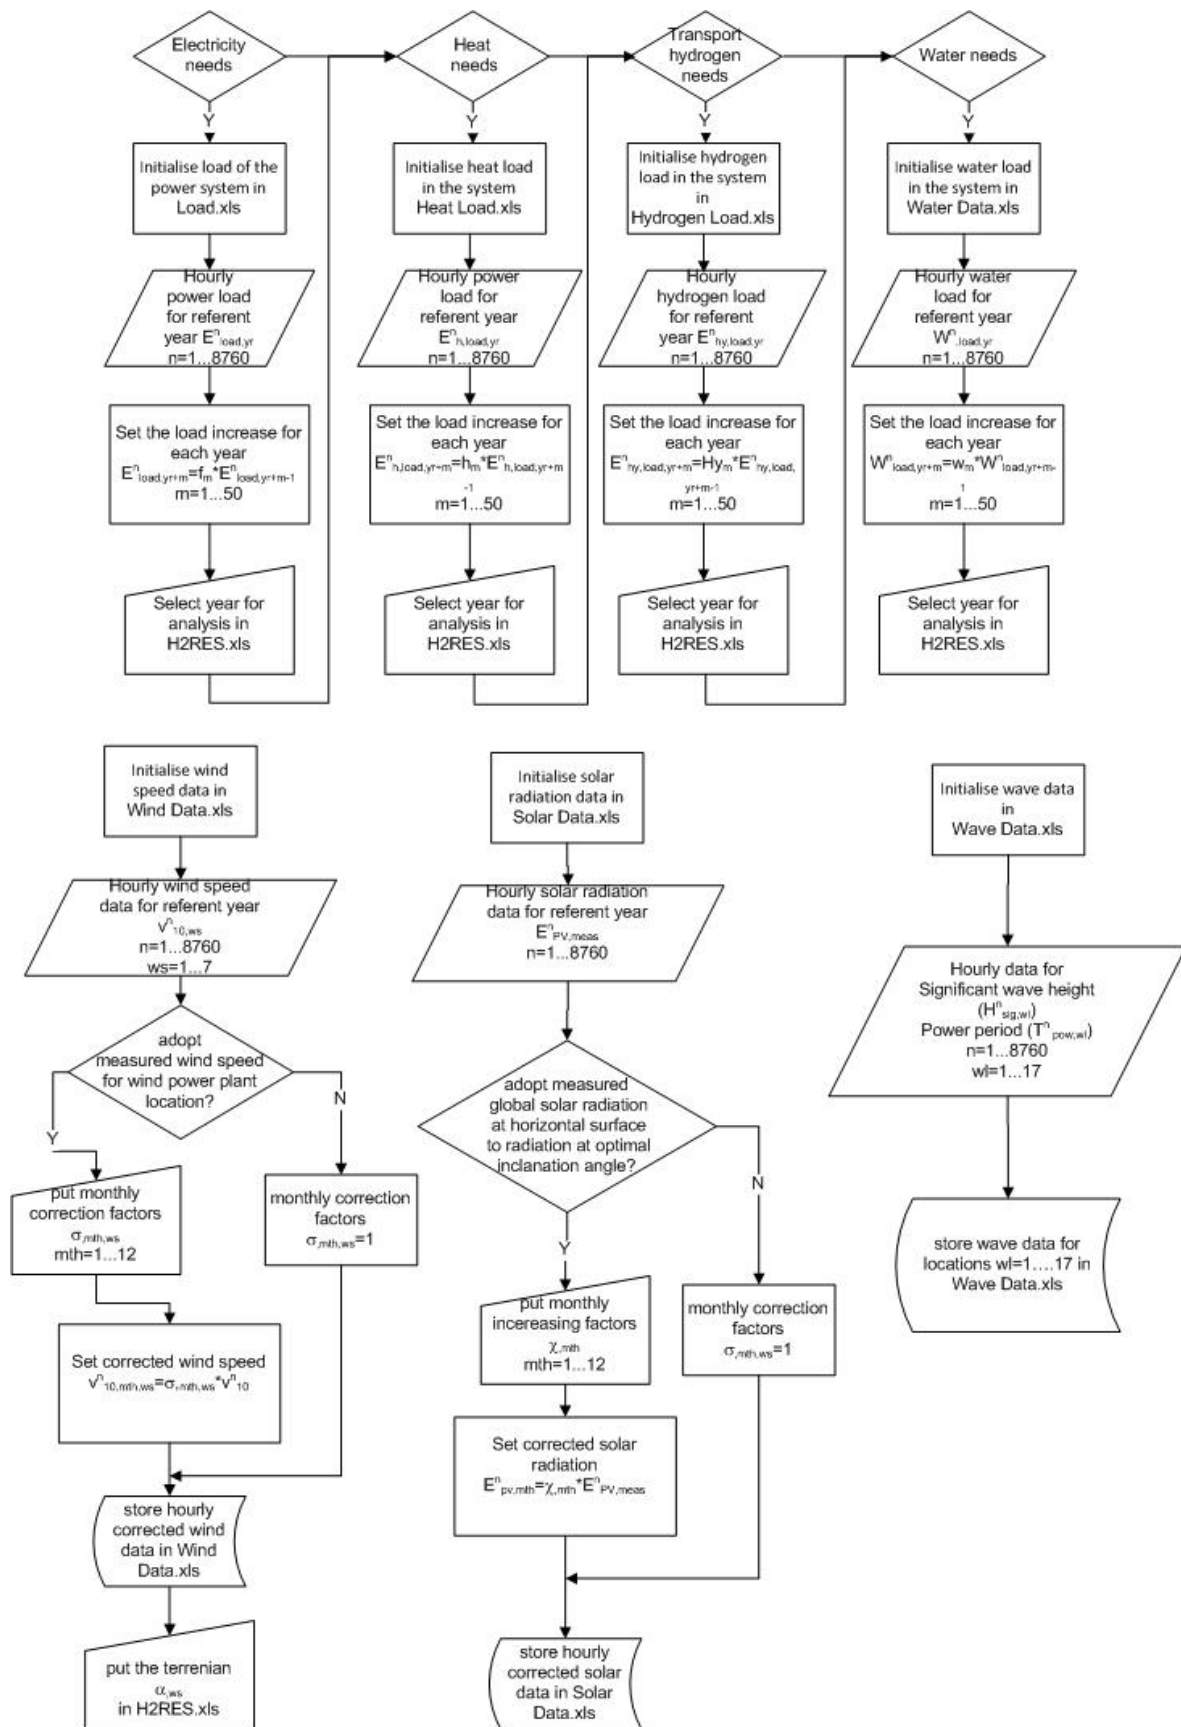 Electricity
needs
Heat
needs
Transport
hydrogen
needs
Water needs
Y
Y
Y
Y
Initialise load of the
power system in
Load.xls
Initialise heat load
in the system
Heat Load.xls
Initialise hydrogen
load in the system
in
Hydrogen Load.xls
Initialise water load
in the system in
Water Data.xls
Hourly
power load
for referent
year E^n_load,yr
n=1...8760
Hourly power
load for
referent year
E^n_h,load,yr
n=1...8760
Hourly
hydrogen load
for referent
year E^n_hy,load,yr
n=1...8760
Hourly water
load for
referent year
W^n_,load,yr
n=1...8760
Set the load increase for
each year
E^n_load,yr+m=f_m*E^n_load,yr+m-1
m=1...50
Set the load increase for
each year
E^n_h,load,yr+m=h_m*E^n_h,load,yr+m
-1
m=1...50
Set the load increase for
each year
E^n_hy,load,yr+m=Hy_m*E^n_hy,load,
yr+m-1
m=1...50
Set the load increase for
each year
W^n_load,yr+m=w_m*W^n_load,yr+m-
1
m=1...50
Select year for
analysis in
H2RES.xls
Select year for
analysis in
H2RES.xls
Select year for
analysis in
H2RES.xls
Select year for
analysis in
H2RES.xls
Initialise wind
speed data in
Wind Data.xls
Hourly wind speed
data for referent year
v^n_10,ws
n=1...8760
ws=1...7
adopt
measured wind speed
for wind power plant
location?
Y
N
put monthly
correction factors
σ,mth,ws
mth=1...12
monthly correction
factors
σ,mth,ws=1
Set corrected wind speed
v^n_10,mth,ws=σ,mth,ws*v^n_10
store hourly
corrected wind
data in Wind
Data.xls
put the terrenian
α,ws
in H2RES.xls
Initialise solar
radiation data in
Solar Data.xls
Hourly solar radiation
data for referent year
E^n_PV,meas
n=1...8760
adopt measured
global solar radiation
at horizontal surface
to radiation at optimal
inclanation angle?
Y
N
put monthly
incereasing factors
χ,mth
mth=1...12
monthly correction
factors
σ,mth,ws=1
Set corrected solar
radiation
E^n_pv,mth=χ,mth*E^n_PV,meas
store hourly
corrected solar
data in Solar
Data.xls
Initialise wave data
in
Wave Data.xls
Hourly data for
Significant wave height
(H^n_sig,wl)
Power period (T^n_pow,wl)
n=1...8760
wl=1...17
store wave data for
locations wl=1....17 in
Wave Data.xls